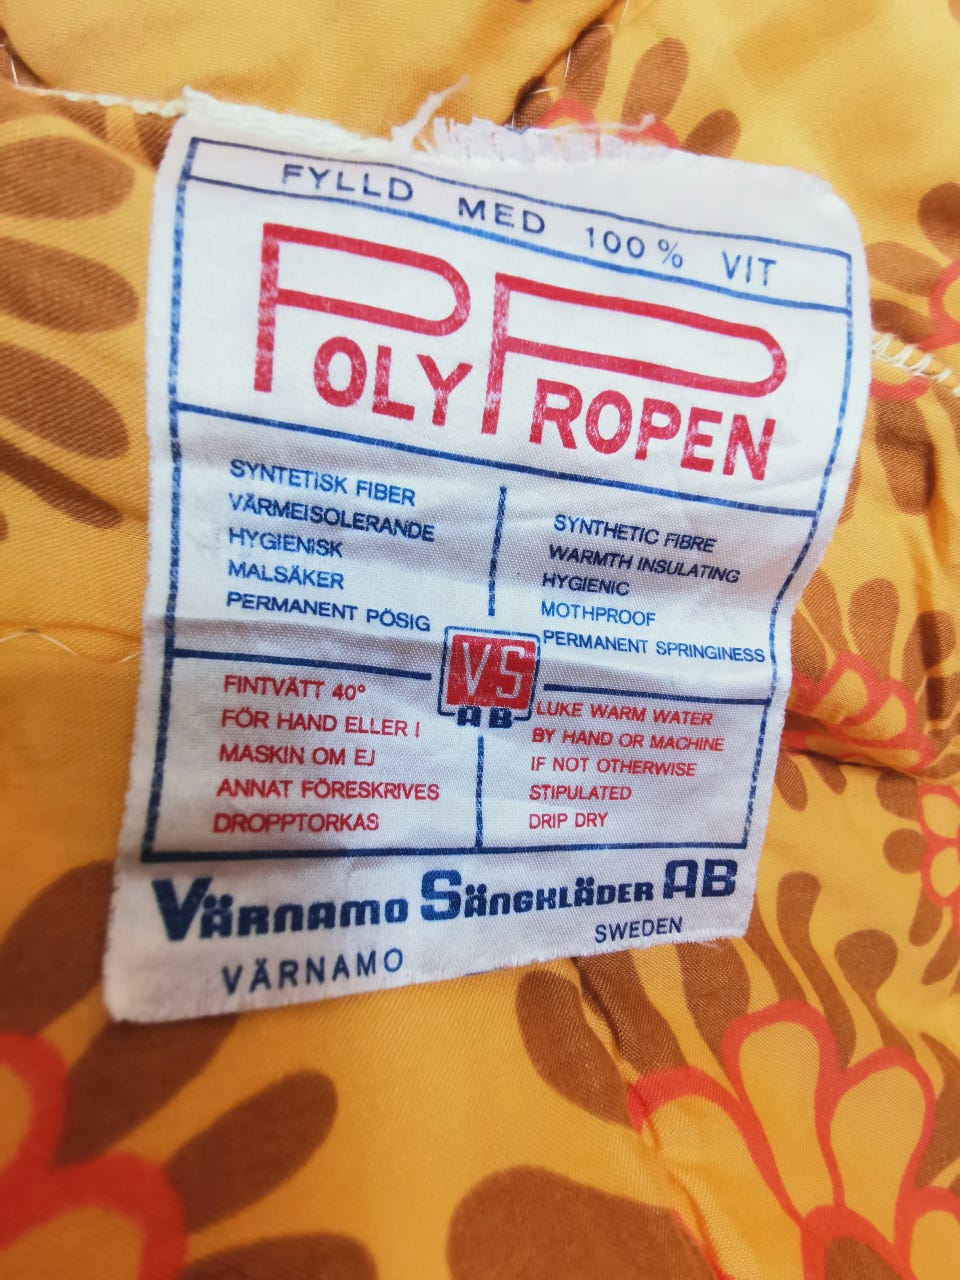 FYLLD MED 100% VIT
POLYPROPEN
SYNTETISK FIBER
VÄRMEISOLERANDE
HYGIENISK
MALSÄKER
PERMANENT PÖSIG
SYNTHETIC FIBRE
WARMTH INSULATING
HYGIENIC
MOTHPROOF
PERMANENT SPRINGINESS
VS
AB
FINTVÄTT 40°
FÖR HAND ELLER I
MASKIN OM EJ
ANNAT FÖRESKRIVES
DROPPTORKAS
LUKE WARM WATER
BY HAND OR MACHINE
IF NOT OTHERWISE
STIPULATED
DRIP DRY
VÄRNAMO SÄNGKLÄDER AB
VÄRNAMO SWEDEN